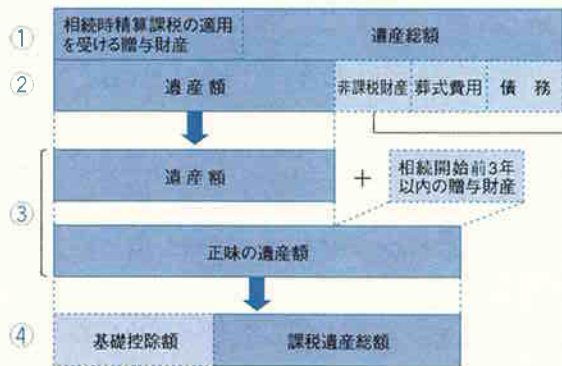 ①
相続時精算課税の適用
を受ける贈与財産
遺産総額
②
遺産額
非課税財産
葬式費用
債務
③
遺産額
+
相続開始前3年
以内の贈与財産
正味の遺産額
④
基礎控除額
課税遺産総額